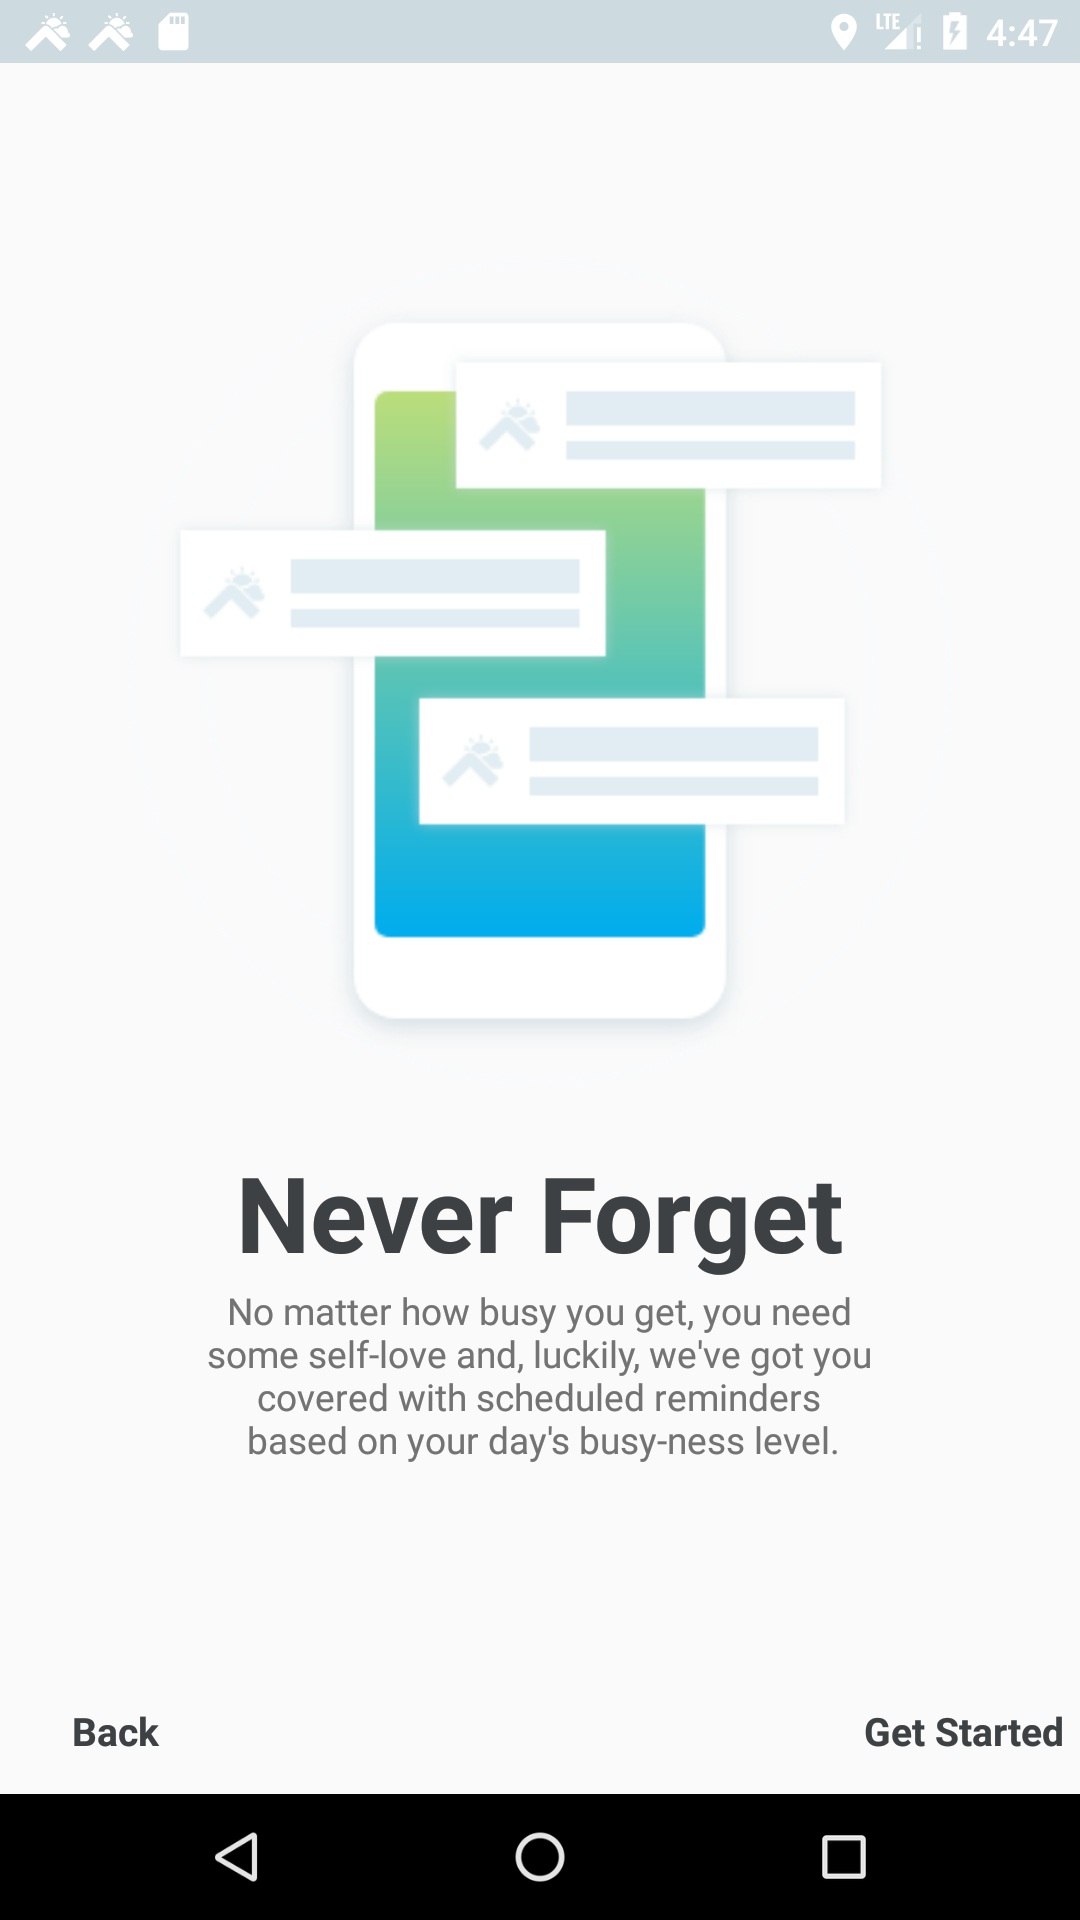 LTE 4:47
Never Forget
No matter how busy you get, you need
some self-love and, luckily, we've got you
covered with scheduled reminders
based on your day's busy-ness level.
Back Get Started